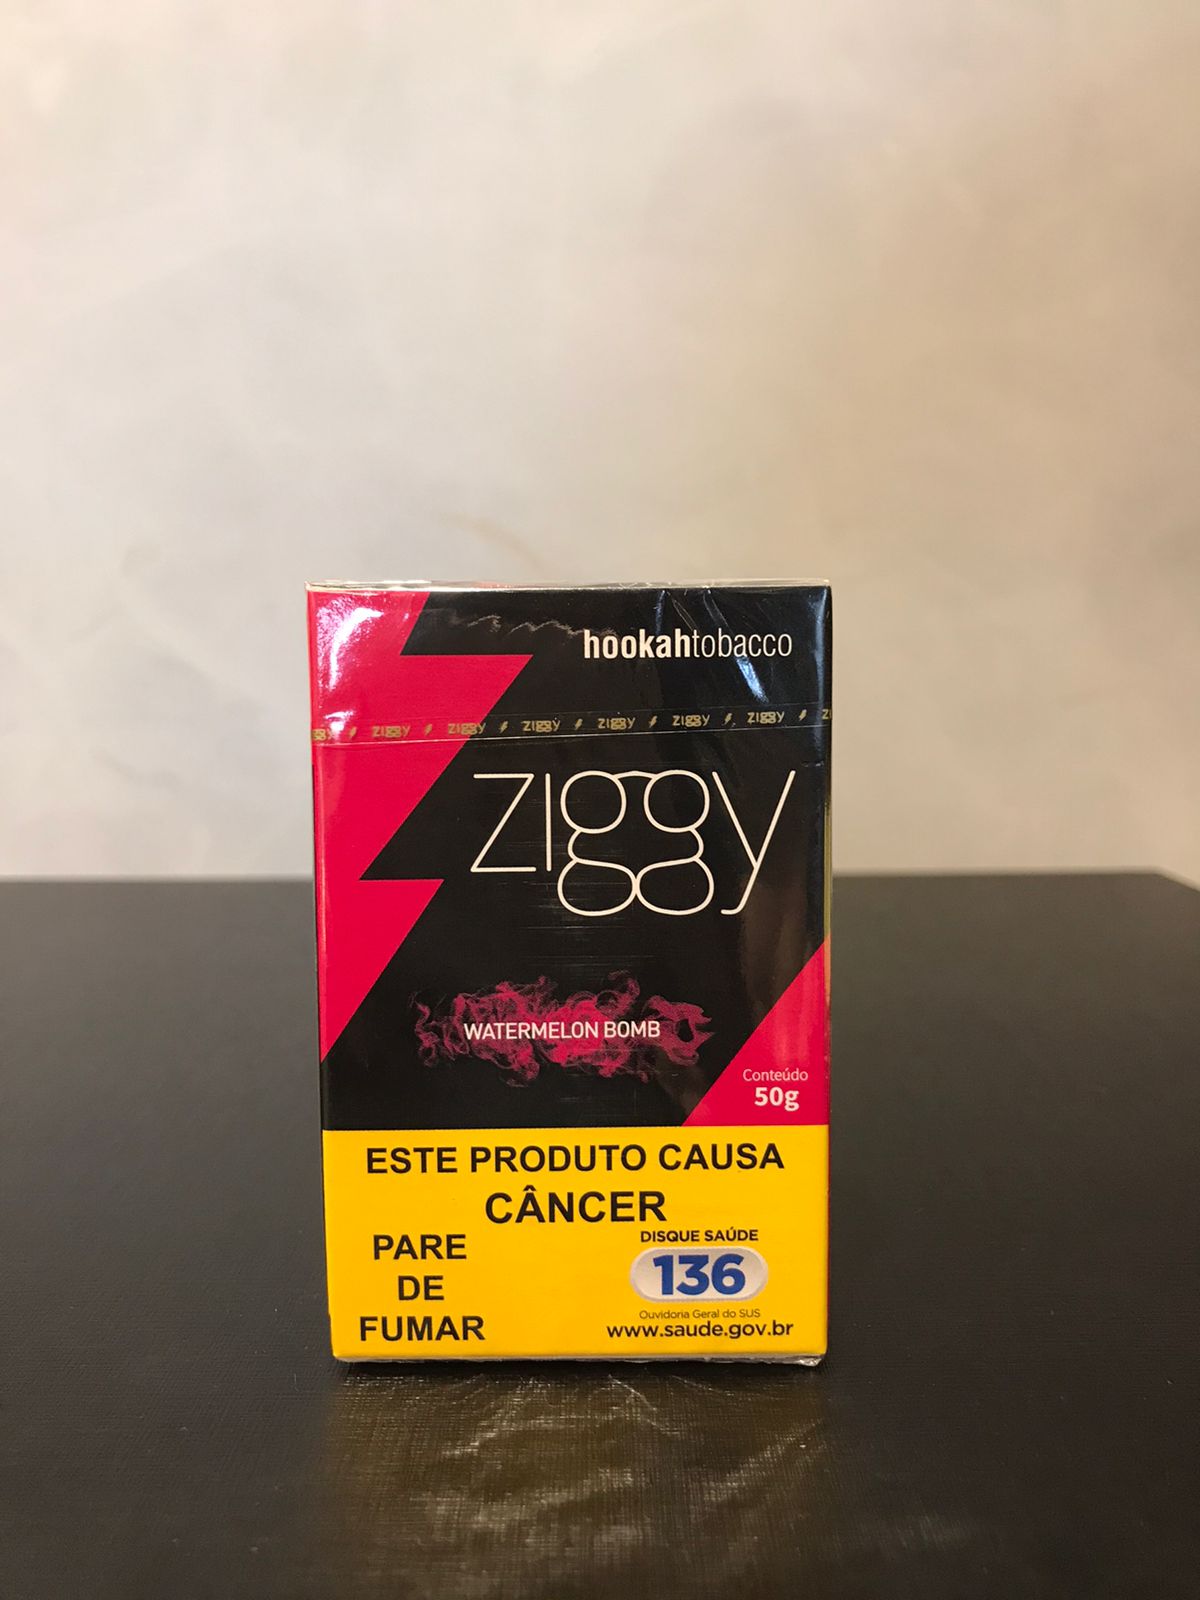 hookahtobacco
ziggy ziggy ziggy ziggy ziggy ziggy
ziggy
WATERMELON BOMB
Conteúdo
50g
ESTE PRODUTO CAUSA
CÂNCER
PARE
DE
FUMAR
DISQUE SAÚDE
136
Ouvidoria Geral do SUS
www.saude.gov.br